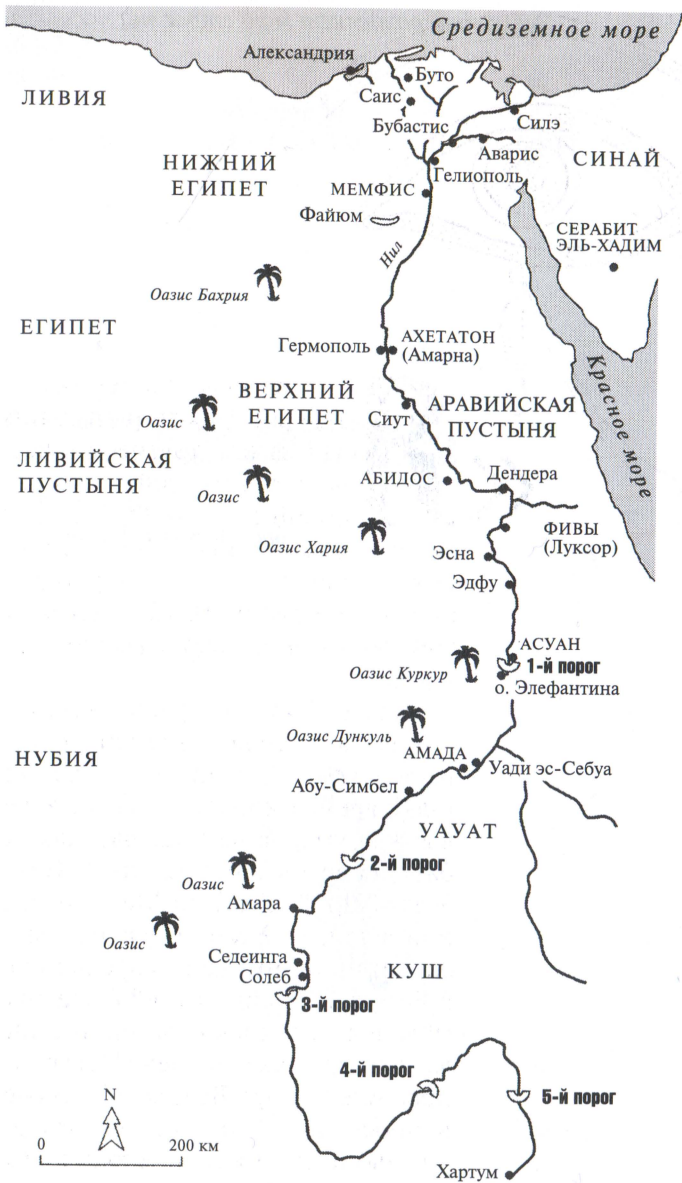 Средиземное море
Александрия
Буто
ЛИВИЯ
Саис
Бубастис
Силэ
Аварис
НИЖНИЙ
ЕГИПЕТ
СИНАЙ
Гелиополь
МЕМФИС
Файюм
СЕРАБИТ
ЭЛЬ-ХАДИМ
Нил
Оазис Бахрия
ЕГИПЕТ
Гермополь
АХЕТАТОН
(Амарна)
Красное море
ВЕРХНИЙ
ЕГИПЕТ
Оазис
Сиут
АРАВИЙСКАЯ
ПУСТЫНЯ
ЛИВИЙСКАЯ
ПУСТЫНЯ
Оазис
АБИДОС
Дендера
ФИВЫ
(Луксор)
Оазис Хария
Эсна
Эдфу
АСУАН
1-й порог
Оазис Куркур
о. Элефантина
Оазис Дункуль
НУБИЯ
АМАДА
Уади эс-Себуа
Абу-Симбел
УАУАТ
2-й порог
Оазис
Амара
Оазис
Седеинга
Солеб
КУШ
3-й порог
4-й порог
5-й порог
N
0 200 км
Хартум